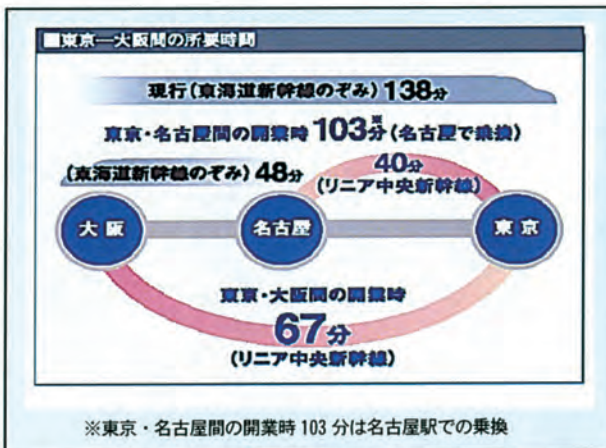 ■東京―大阪間の所要時間
現行(東海道新幹線のぞみ)138分
東京・名古屋間の開業時103分※(名古屋で乗換)
(東海道新幹線のぞみ)48分
40分
(リニア中央新幹線)
大阪
名古屋
東京
東京・大阪間の開業時
67分
(リニア中央新幹線)
※東京・名古屋間の開業時 103 分は名古屋駅での乗換